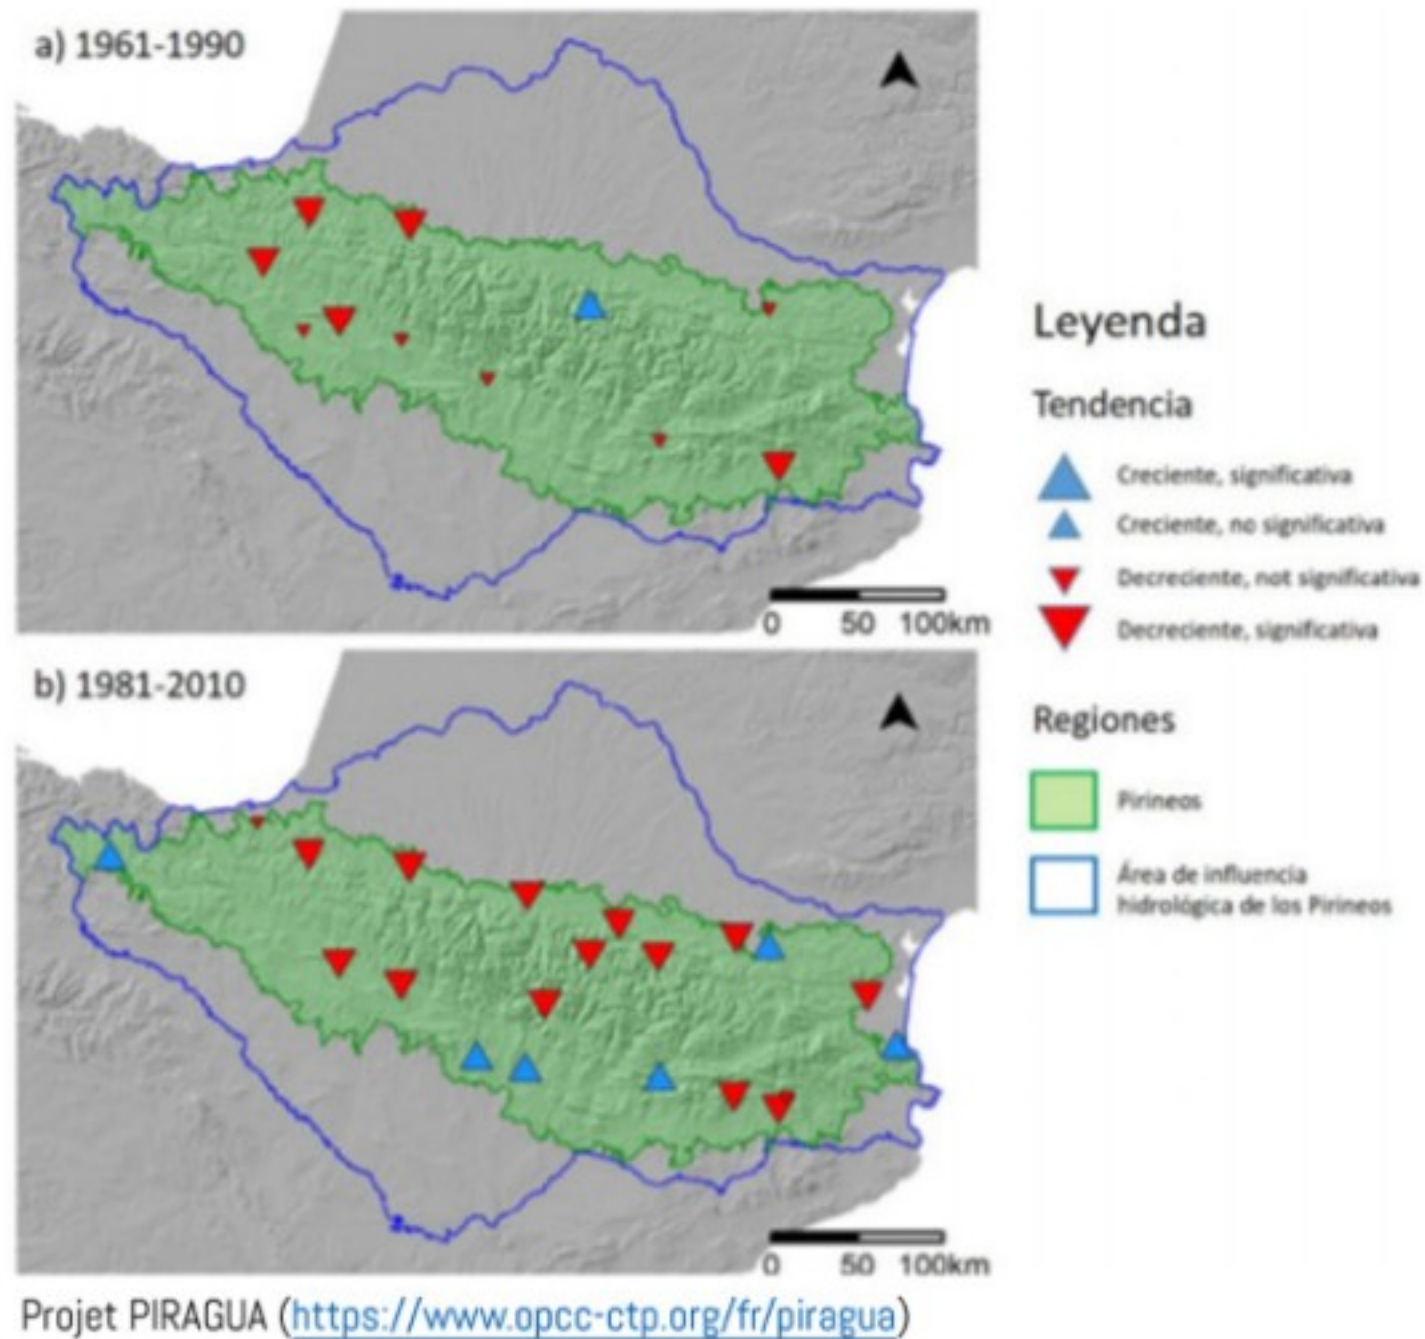 a) 1961-1990
0 50 100km
Leyenda
Tendencia
Creciente, significativa
Creciente, no significativa
Decreciente, not significativa
Decreciente, significativa
Regiones
Pirineos
Área de influencia
hidrológica de los Pirineos
b) 1981-2010
0 50 100km
Projet PIRAGUA (https://www.opcc-ctp.org/fr/piragua)